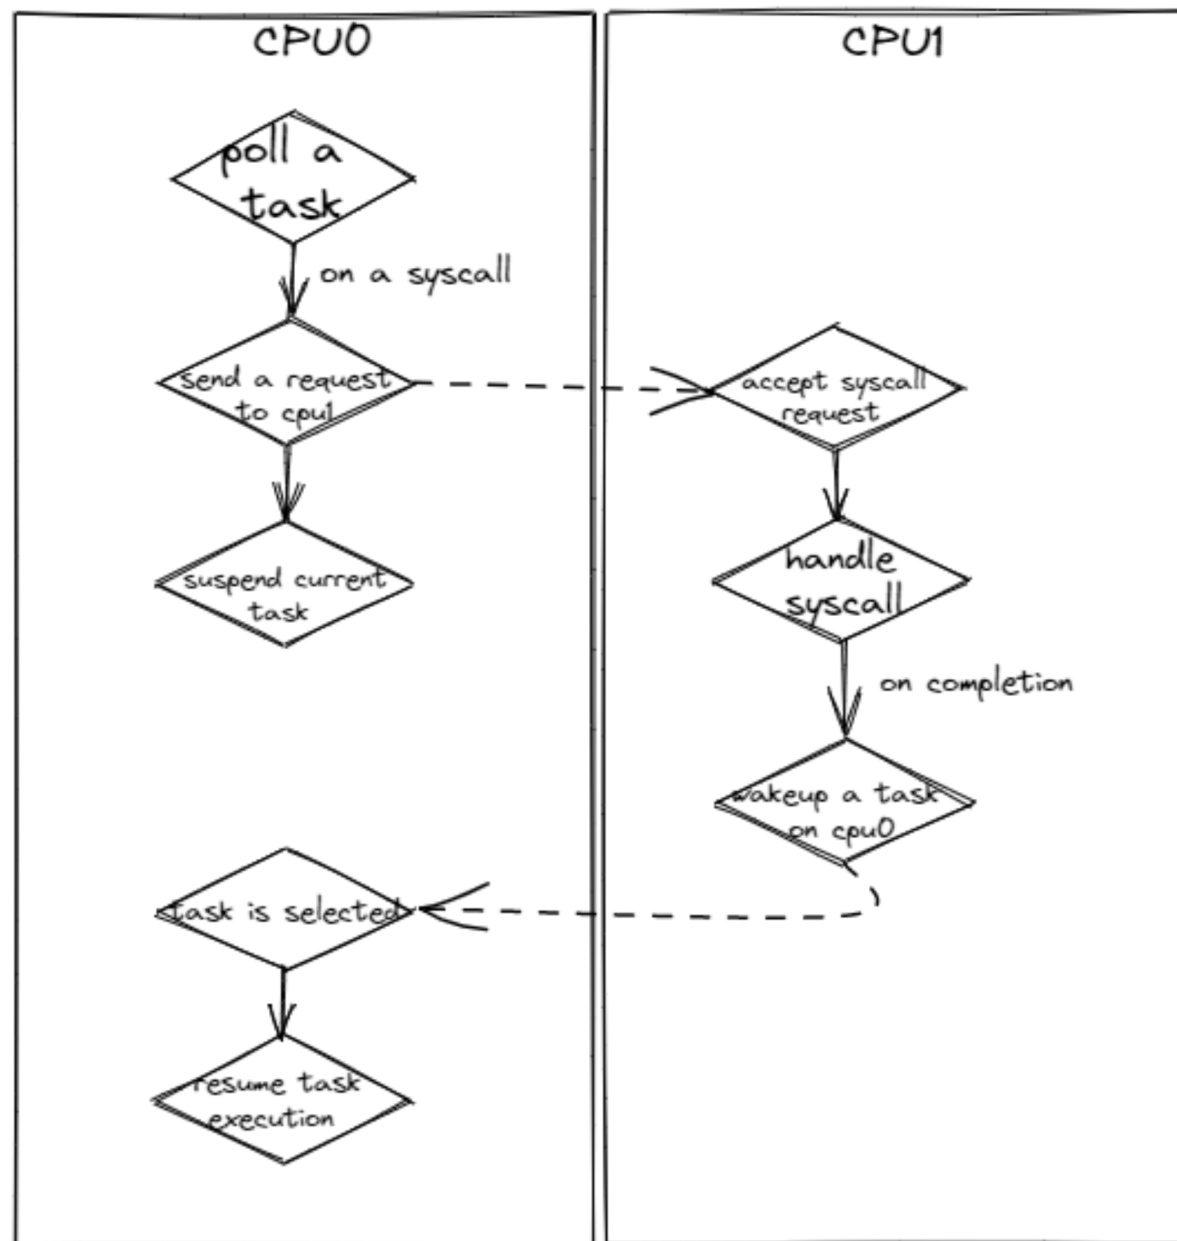 CPU0
poll a
task
on a syscall
send a request
to cpu1
suspend current
task
task is selected
resume task
execution
CPU1
accept syscall
request
handle
syscall
on completion
wakeup a task
on cpu0